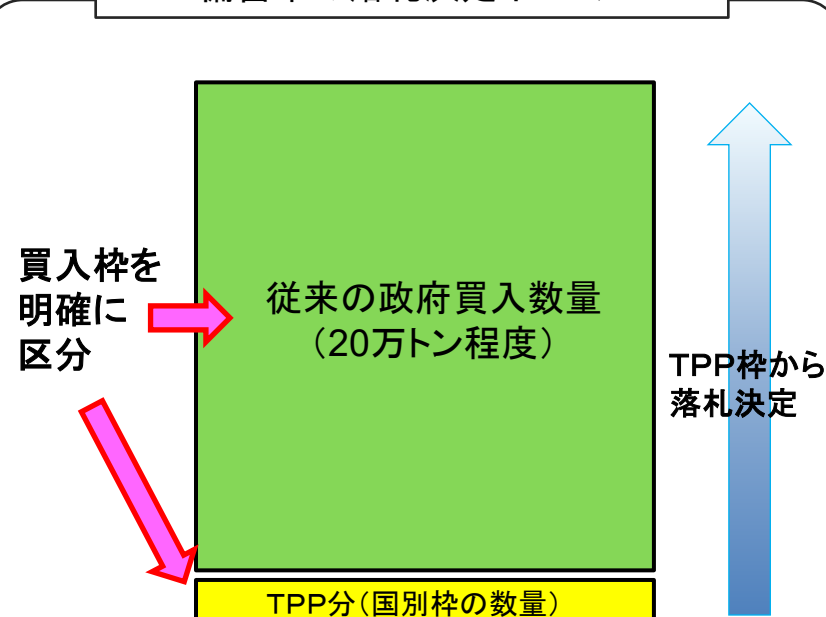 買入枠を
明確に
区分
従来の政府買入数量
（20万トン程度）
TPP枠から
落札決定
TPP分（国別枠の数量）